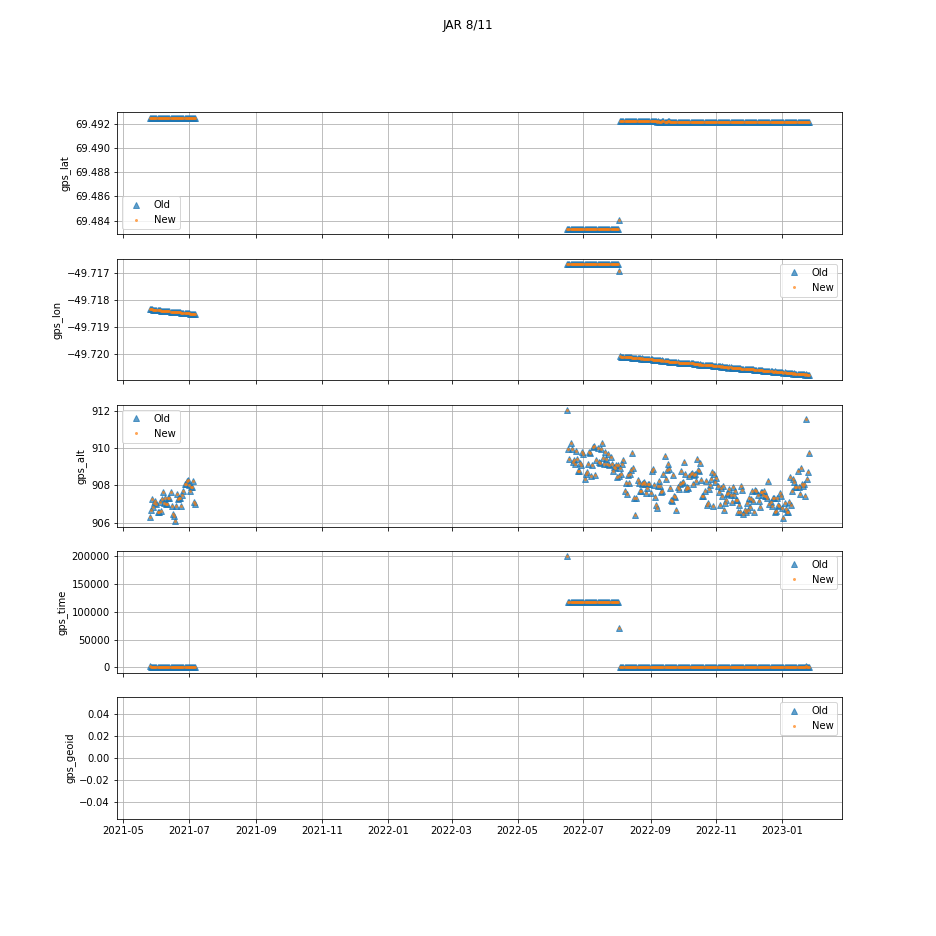 JAR 8/11
69.492
69.490
69.488
69.486
69.484
gps_lat
Old
New
−49.717
−49.718
−49.719
−49.720
gps_lon
Old
New
912
910
908
906
gps_alt
Old
New
200000
150000
100000
50000
0
gps_time
Old
New
0.04
0.02
0.00
−0.02
−0.04
gps_geoid
Old
New
2021-05 2021-07 2021-09 2021-11 2022-01 2022-03 2022-05 2022-07 2022-09 2022-11 2023-01